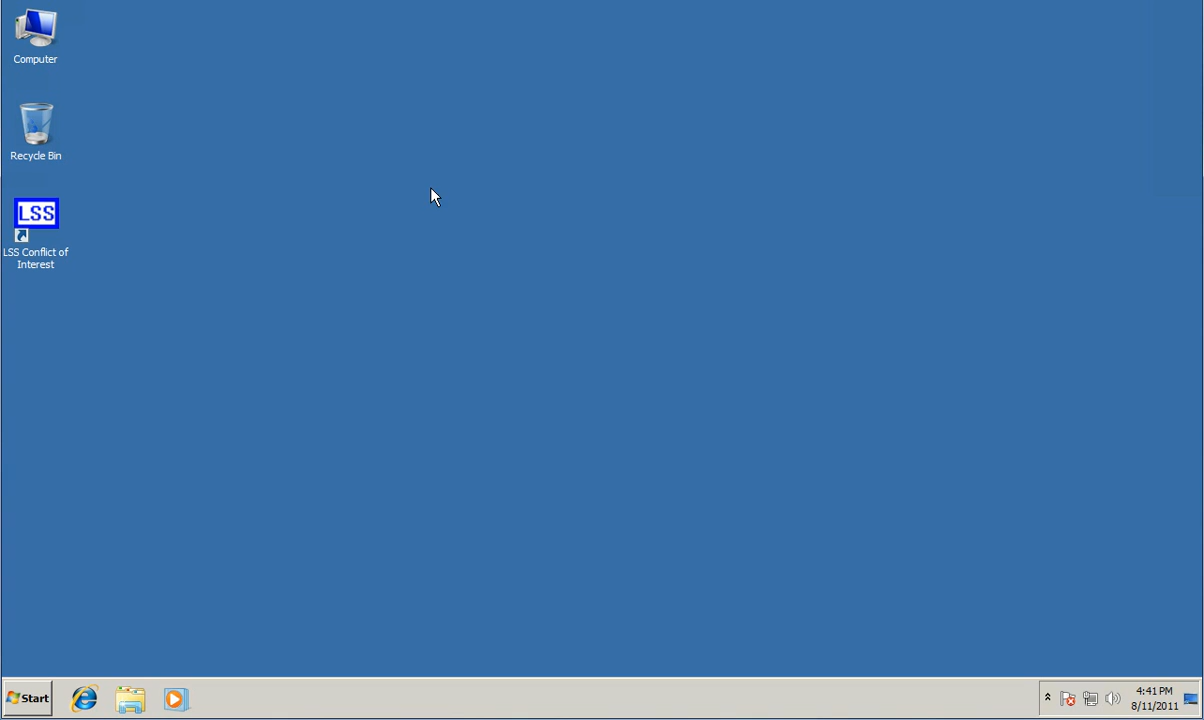 Computer
Recycle Bin
LSS
LSS Conflict of
Interest
Start
4:41 PM
8/11/2011